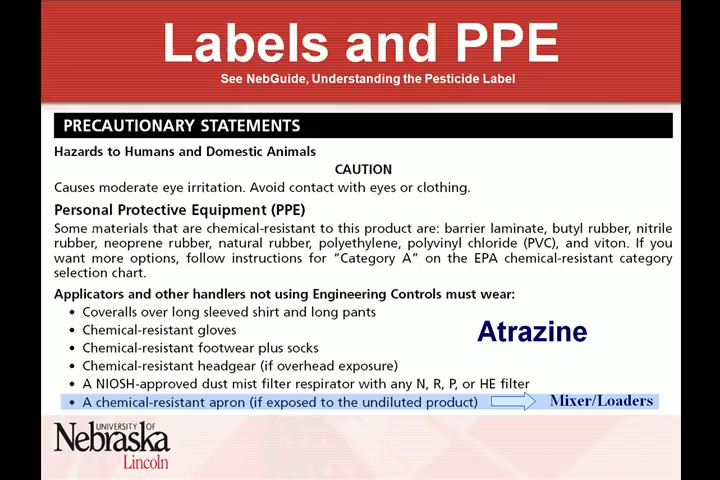 Labels and PPE
See NebGuide, Understanding the Pesticide Label
PRECAUTIONARY STATEMENTS
Hazards to Humans and Domestic Animals
CAUTION
Causes moderate eye irritation. Avoid contact with eyes or clothing.
Personal Protective Equipment (PPE)
Some materials that are chemical-resistant to this product are: barrier laminate, butyl rubber, nitrile
rubber, neoprene rubber, natural rubber, polyethylene, polyvinyl chloride (PVC), and viton. If you
want more options, follow instructions for "Category A" on the EPA chemical-resistant category
selection chart.
Applicators and other handlers not using Engineering Controls must wear:
• Coveralls over long sleeved shirt and long pants
• Chemical-resistant gloves
• Chemical-resistant footwear plus socks
• Chemical-resistant headgear (if overhead exposure)
• A NIOSH-approved dust mist filter respirator with any N, R, P, or HE filter
• A chemical-resistant apron (if exposed to the undiluted product)
Atrazine
Mixer/Loaders
UNIVERSITY OF
Nebraska
Lincoln